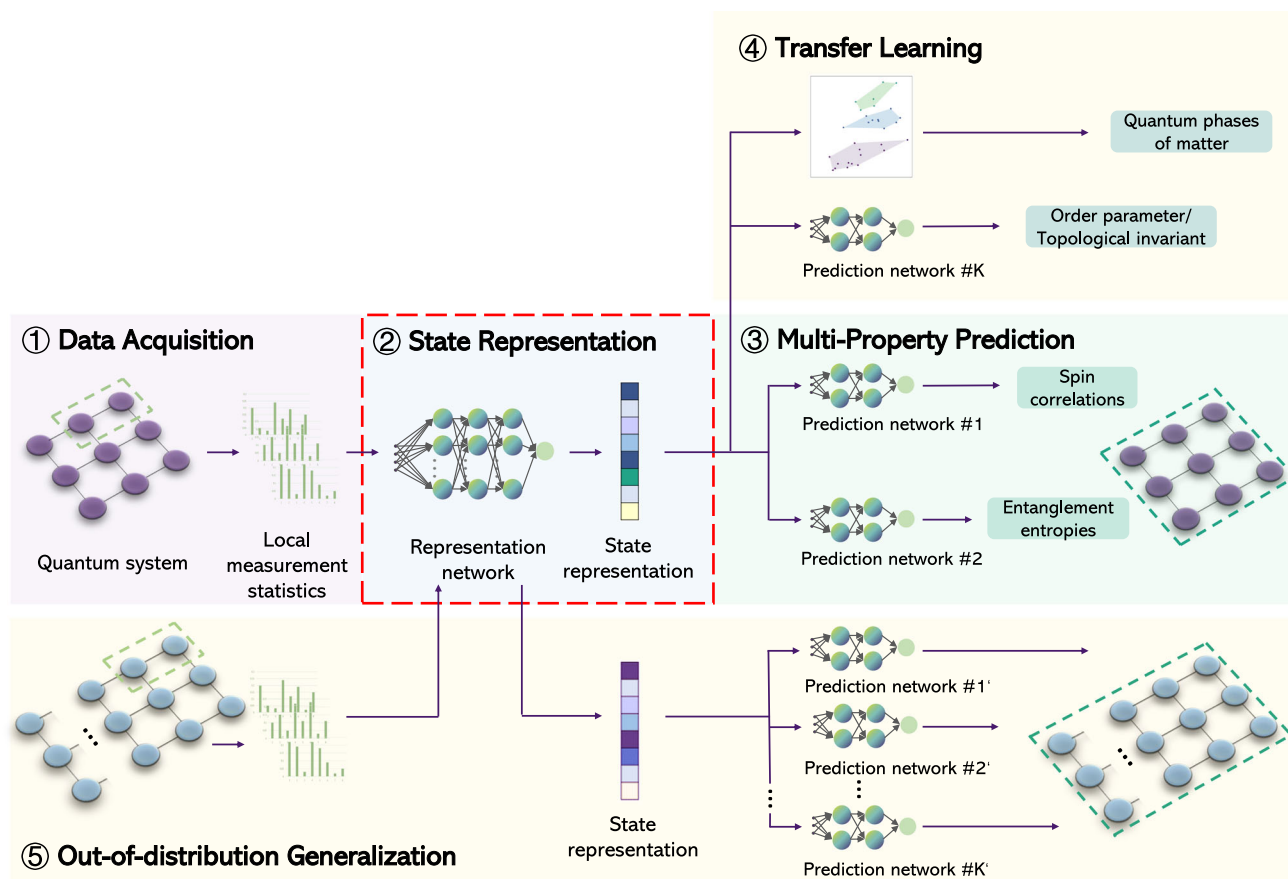 ④ Transfer Learning
Quantum phases
of matter
Order parameter/
Topological invariant
Prediction network #K
① Data Acquisition
Quantum system
Local
measurement
statistics
② State Representation
Representation
network
State
representation
③ Multi-Property Prediction
Prediction network #1
Spin
correlations
Prediction network #2
Entanglement
entropies
State
representation
Prediction network #1‘
Prediction network #2‘
Prediction network #K‘
⑤ Out-of-distribution Generalization